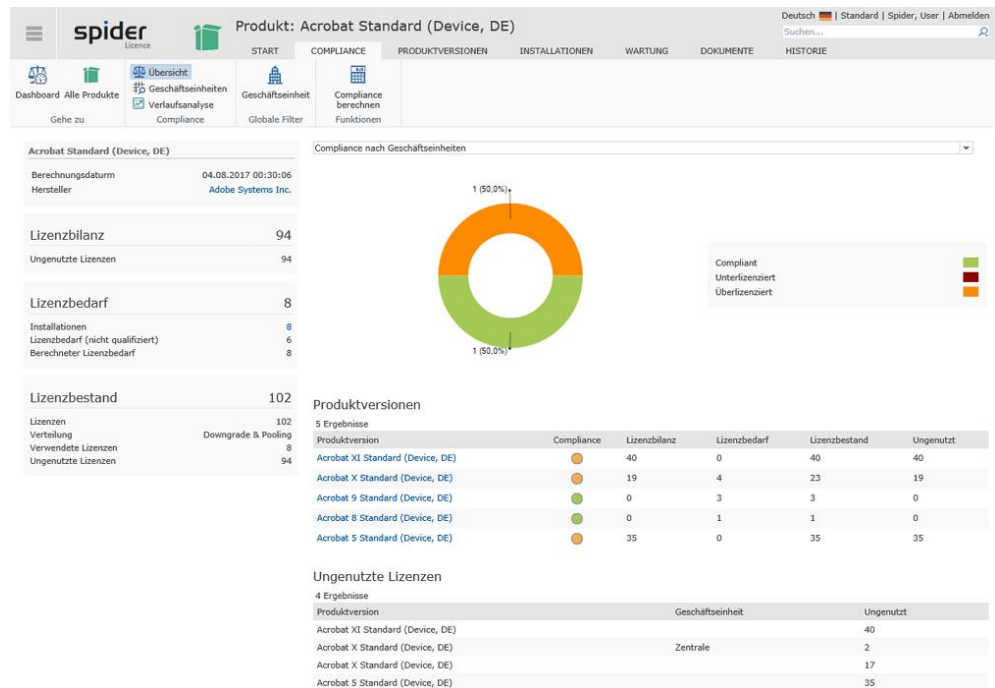 spider
Licence
Produkt: Acrobat Standard (Device, DE)
Deutsch | Standard | Spider, User | Abmelden
Suchen...
START COMPLIANCE PRODUKTVERSIONEN INSTALLATIONEN WARTUNG DOKUMENTE HISTORIE
Dashboard Alle Produkte
Gehe zu
Übersicht
Geschäftseinheiten
Verlaufsanalyse
Compliance
Geschäftseinheit
Globale Filter
Compliance berechnen
Funktionen
Acrobat Standard (Device, DE)
Berechnungsdatum 04.08.2017 00:30:06
Hersteller Adobe Systems Inc.
Lizenzbilanz 94
Ungenutzte Lizenzen 94
Lizenzbedarf 8
Installationen 8
Lizenzbedarf (nicht qualifiziert) 6
Berechneter Lizenzbedarf 8
Lizenzbestand 102
Lizenzen 102
Verteilung Downgrade & Pooling
Verwendete Lizenzen 8
Ungenutzte Lizenzen 94
Compliance nach Geschäftseinheiten
1 (50,0%)
1 (50,0%)
Compliant
Unterlizenziert
Überlizenziert
Produktversionen
5 Ergebnisse
Produktversion Compliance Lizenzbilanz Lizenzbedarf Lizenzbestand Ungenutzt
Acrobat XI Standard (Device, DE) 40 0 40 40
Acrobat X Standard (Device, DE) 19 4 23 19
Acrobat 9 Standard (Device, DE) 0 3 3 0
Acrobat 8 Standard (Device, DE) 0 1 1 0
Acrobat 5 Standard (Device, DE) 35 0 35 35
Ungenutzte Lizenzen
4 Ergebnisse
Produktversion Geschäftseinheit Ungenutzt
Acrobat XI Standard (Device, DE) 40
Acrobat X Standard (Device, DE) Zentrale 2
Acrobat X Standard (Device, DE) 17
Acrobat 5 Standard (Device, DE) 35